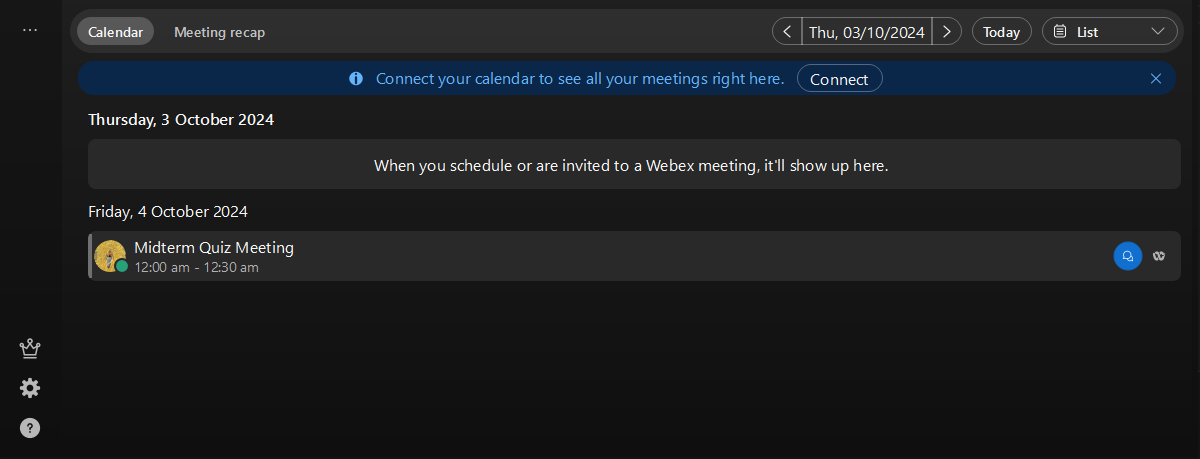 Calendar Meeting recap Thu, 03/10/2024 Today List
Connect your calendar to see all your meetings right here. Connect
Thursday, 3 October 2024
When you schedule or are invited to a Webex meeting, it'll show up here.
Friday, 4 October 2024
Midterm Quiz Meeting
12:00 am - 12:30 am